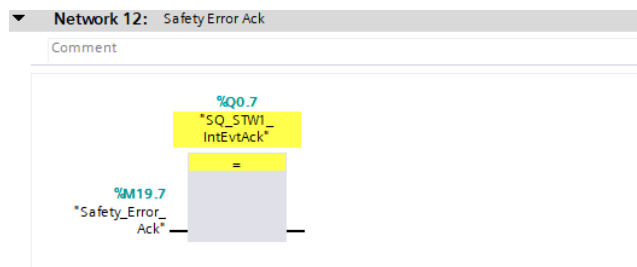 Network 12: Safety Error Ack
Comment
%Q0.7
"SQ_STW1_
IntEvtAck"
=
%M19.7
"Safety_Error_
Ack"